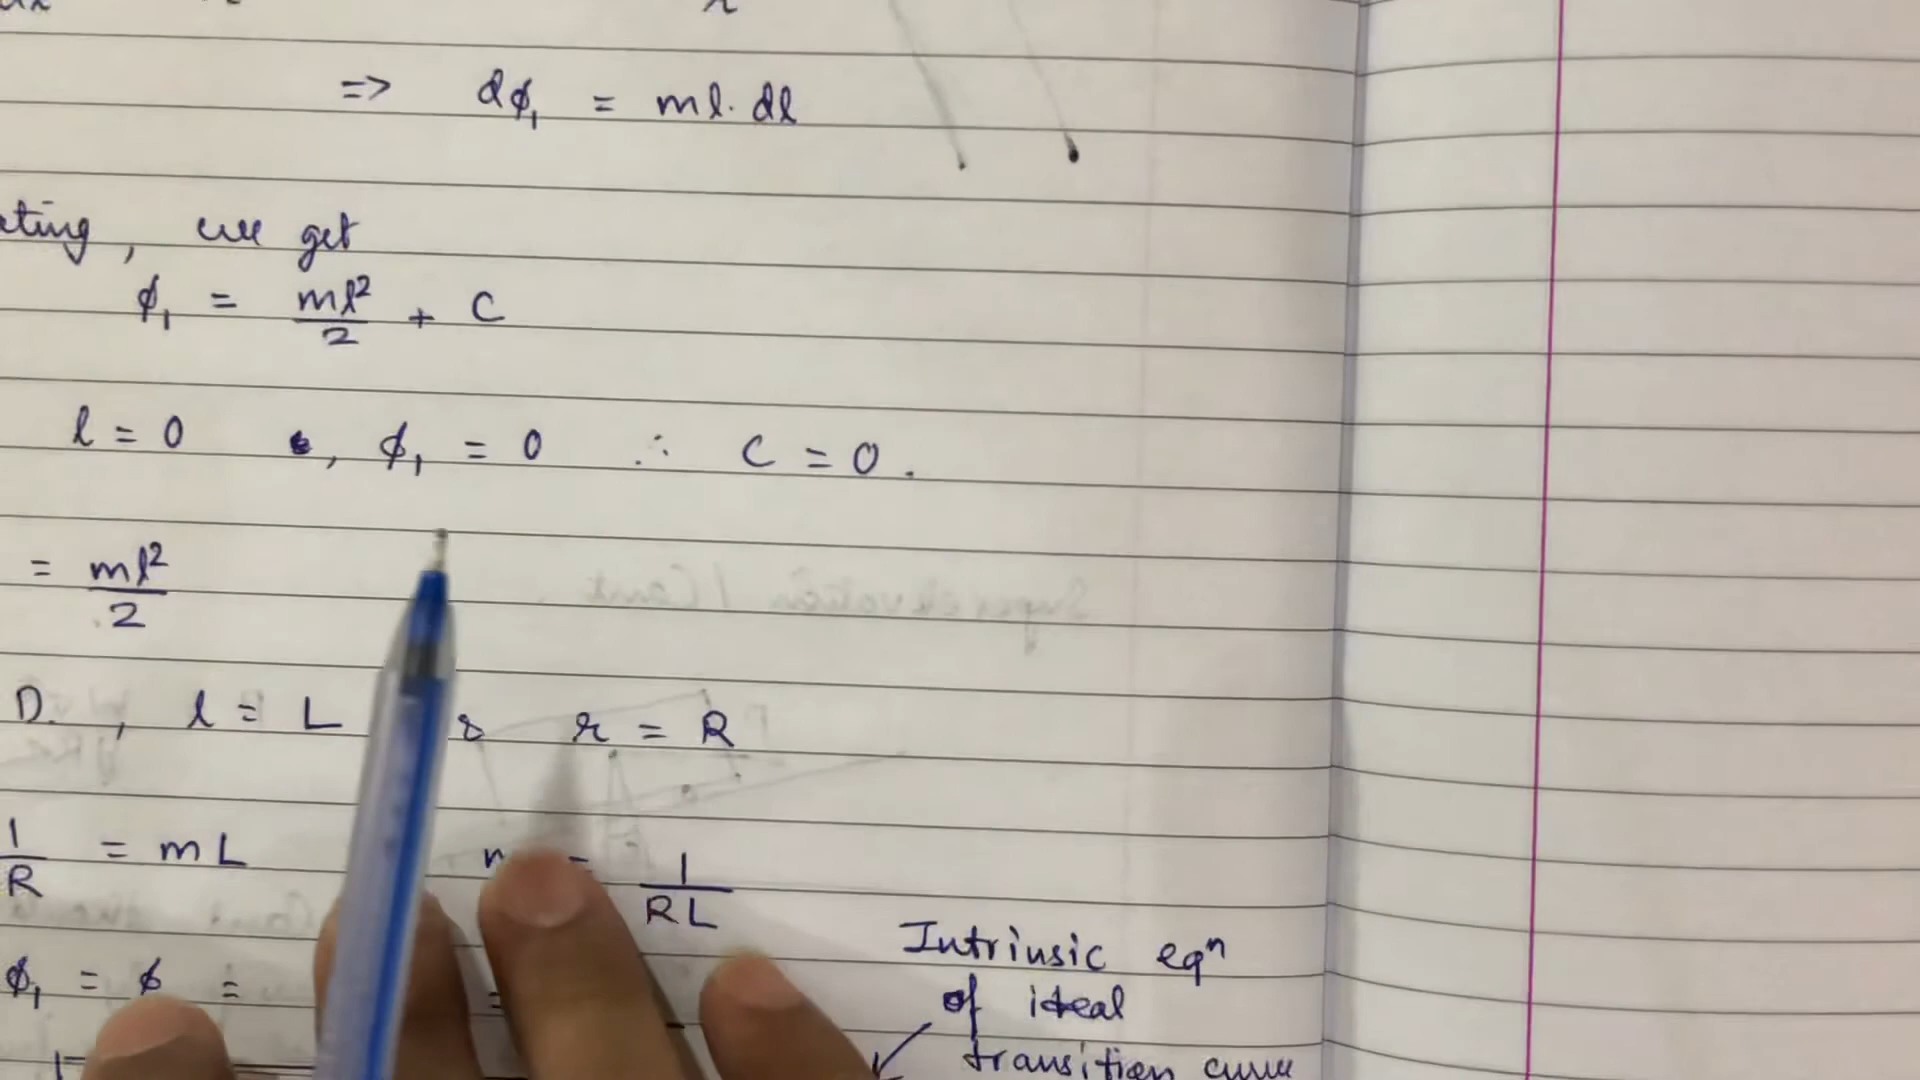 => dϕ₁ = ml. dl
ating, we get
ϕ₁ = ml²/2 + C
l = 0 , ϕ₁ = 0 ∴ C = 0.
= ml²/2
D. , l = L & r = R
1/R = mL m = 1/RL
ϕ₁ = ϕ = =
Intrinsic eqⁿ
of ideal
transition curve